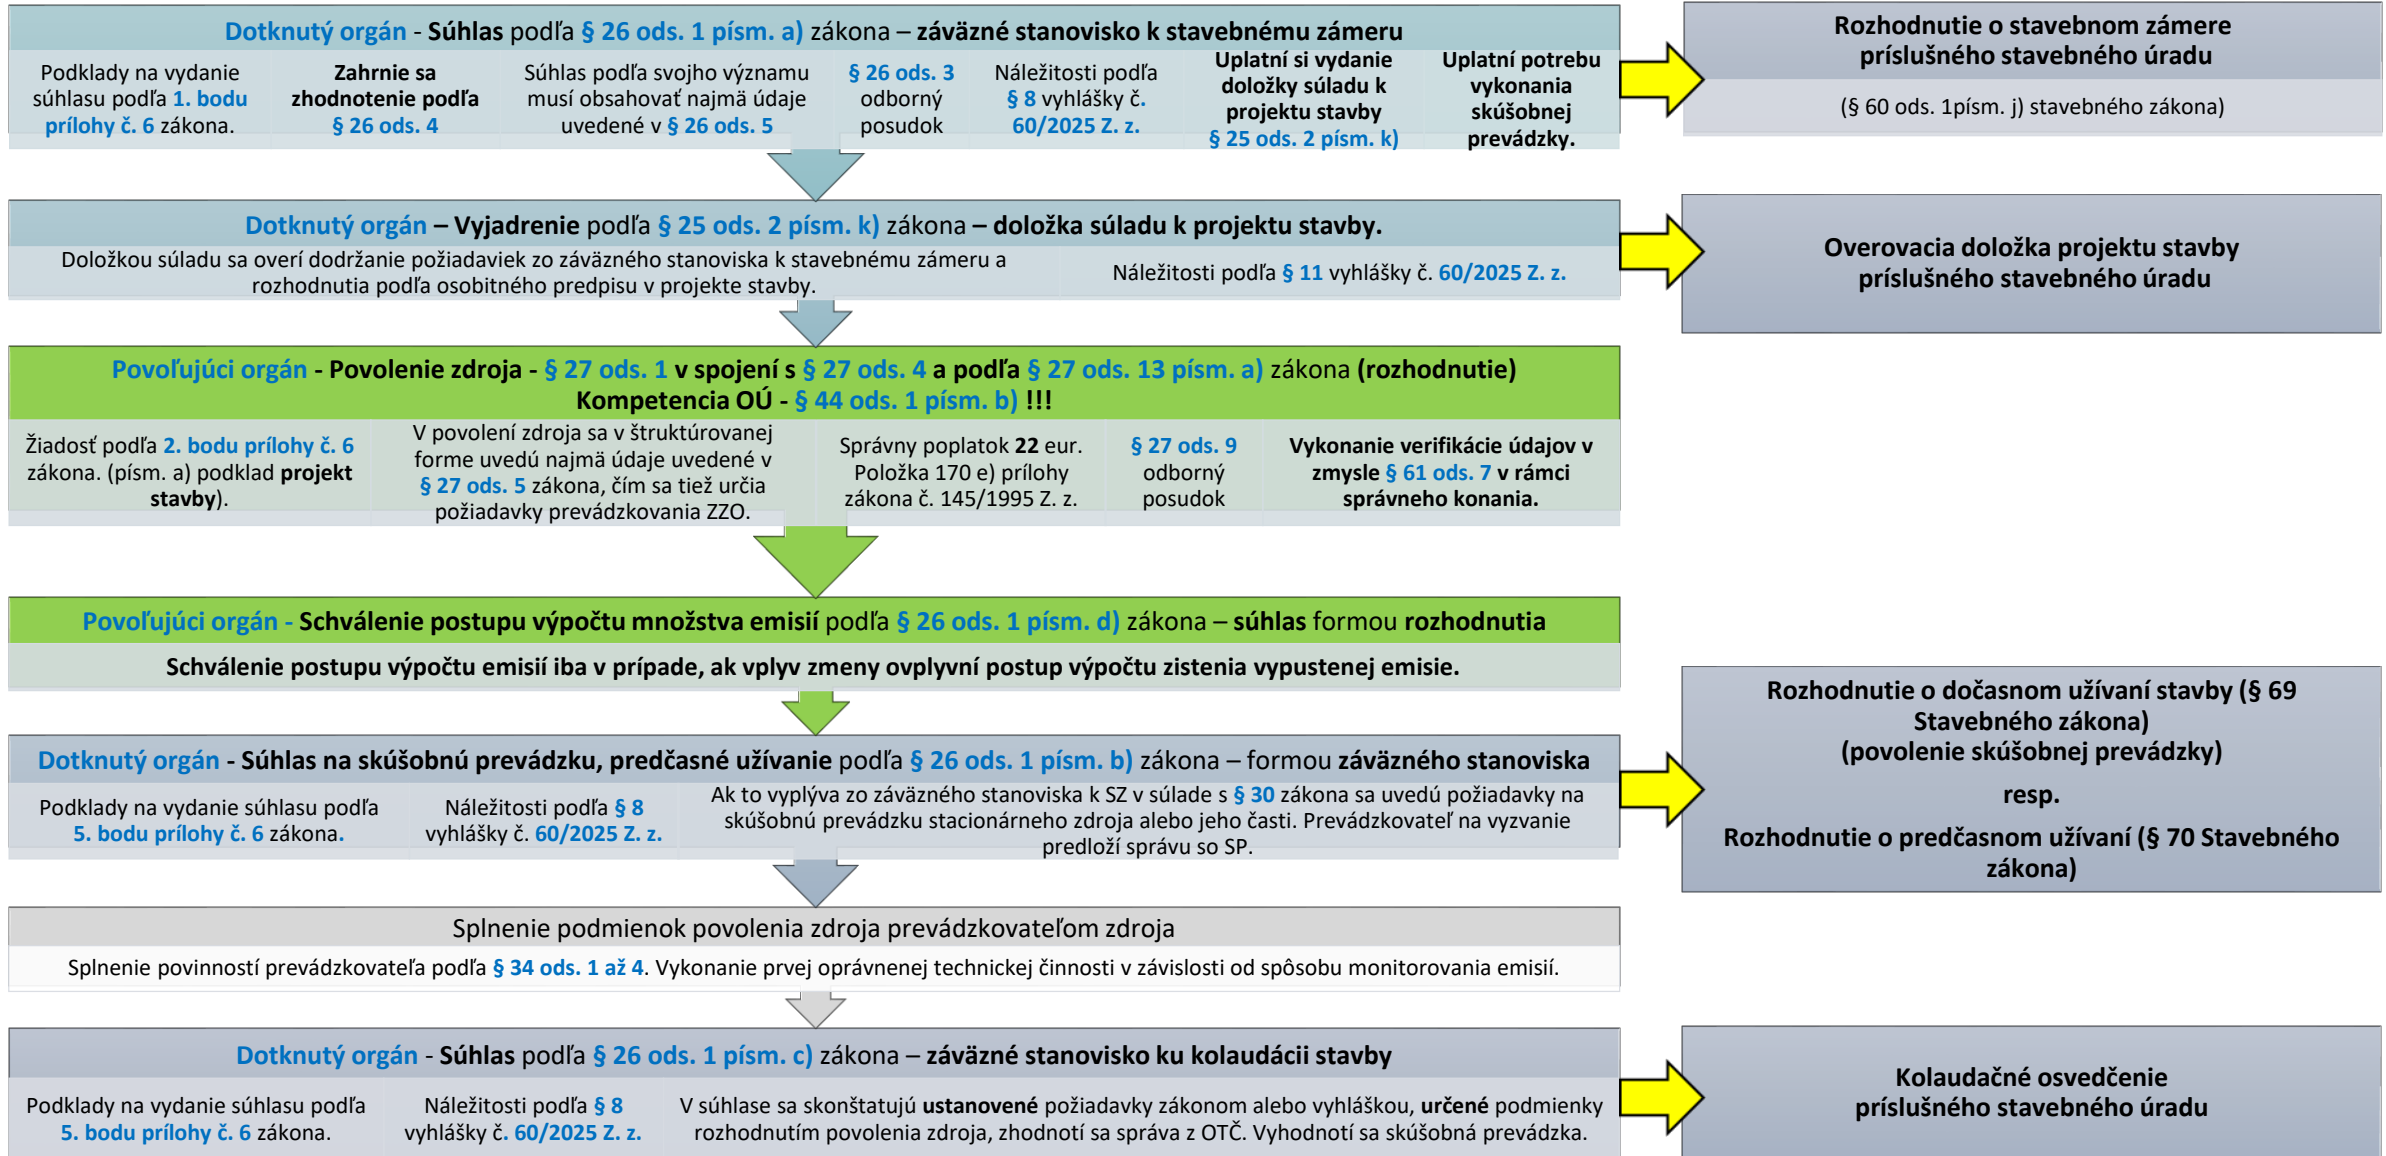 Dotknutý orgán - Súhlas podľa § 26 ods. 1 písm. a) zákona – záväzné stanovisko k stavebnému zámeru
Podklady na vydanie
súhlasu podľa 1. bodu
prílohy č. 6 zákona.
Zahrnie sa
zhodnotenie podľa
§ 26 ods. 4
Súhlas podľa svojho významu
musí obsahovať najmä údaje
uvedené v § 26 ods. 5
§ 26 ods. 3
odborný
posudok
Náležitosti podľa
§ 8 vyhlášky č.
60/2025 Z. z.
Uplatní si vydanie
doložky súladu k
projektu stavby
§ 25 ods. 2 písm. k)
Uplatní potrebu
vykonania
skúšobnej
prevádzky.
Rozhodnutie o stavebnom zámere
príslušného stavebného úradu
(§ 60 ods. 1písm. j) stavebného zákona)
Dotknutý orgán – Vyjadrenie podľa § 25 ods. 2 písm. k) zákona – doložka súladu k projektu stavby.
Doložkou súladu sa overí dodržanie požiadaviek zo záväzného stanoviska k stavebnému zámeru a
rozhodnutia podľa osobitného predpisu v projekte stavby.
Náležitosti podľa § 11 vyhlášky č. 60/2025 Z. z.
Overovacia doložka projektu stavby
príslušného stavebného úradu
Povoľujúci orgán - Povolenie zdroja - § 27 ods. 1 v spojení s § 27 ods. 4 a podľa § 27 ods. 13 písm. a) zákona (rozhodnutie)
Kompetencia OÚ - § 44 ods. 1 písm. b) !!!
Žiadosť podľa 2. bodu prílohy č. 6
zákona. (písm. a) podklad projekt
stavby).
V povolení zdroja sa v štruktúrovanej
forme uvedú najmä údaje uvedené v
§ 27 ods. 5 zákona, čím sa tiež určia
požiadavky prevádzkovania ZZO.
Správny poplatok 22 eur.
Položka 170 e) prílohy
zákona č. 145/1995 Z. z.
§ 27 ods. 9
odborný
posudok
Vykonanie verifikácie údajov v
zmysle § 61 ods. 7 v rámci
správneho konania.
Povoľujúci orgán - Schválenie postupu výpočtu množstva emisií podľa § 26 ods. 1 písm. d) zákona – súhlas formou rozhodnutia
Schválenie postupu výpočtu emisií iba v prípade, ak vplyv zmeny ovplyvní postup výpočtu zistenia vypustenej emisie.
Dotknutý orgán - Súhlas na skúšobnú prevádzku, predčasné užívanie podľa § 26 ods. 1 písm. b) zákona – formou záväzného stanoviska
Podklady na vydanie súhlasu podľa
5. bodu prílohy č. 6 zákona.
Náležitosti podľa § 8
vyhlášky č. 60/2025 Z. z.
Ak to vyplýva zo záväzného stanoviska k SZ v súlade s § 30 zákona sa uvedú požiadavky na
skúšobnú prevádzku stacionárneho zdroja alebo jeho časti. Prevádzkovateľ na vyzvanie
predloží správu so SP.
Rozhodnutie o dočasnom užívaní stavby (§ 69
Stavebného zákona)
(povolenie skúšobnej prevádzky)
resp.
Rozhodnutie o predčasnom užívaní (§ 70 Stavebného
zákona)
Splnenie podmienok povolenia zdroja prevádzkovateľom zdroja
Splnenie povinností prevádzkovateľa podľa § 34 ods. 1 až 4. Vykonanie prvej oprávnenej technickej činnosti v závislosti od spôsobu monitorovania emisií.
Dotknutý orgán - Súhlas podľa § 26 ods. 1 písm. c) zákona – záväzné stanovisko ku kolaudácii stavby
Podklady na vydanie súhlasu podľa
5. bodu prílohy č. 6 zákona.
Náležitosti podľa § 8
vyhlášky č. 60/2025 Z. z.
V súhlase sa skonštatujú ustanovené požiadavky zákonom alebo vyhláškou, určené podmienky
rozhodnutím povolenia zdroja, zhodnotí sa správa z OTČ. Vyhodnotí sa skúšobná prevádzka.
Kolaudačné osvedčenie
príslušného stavebného úradu